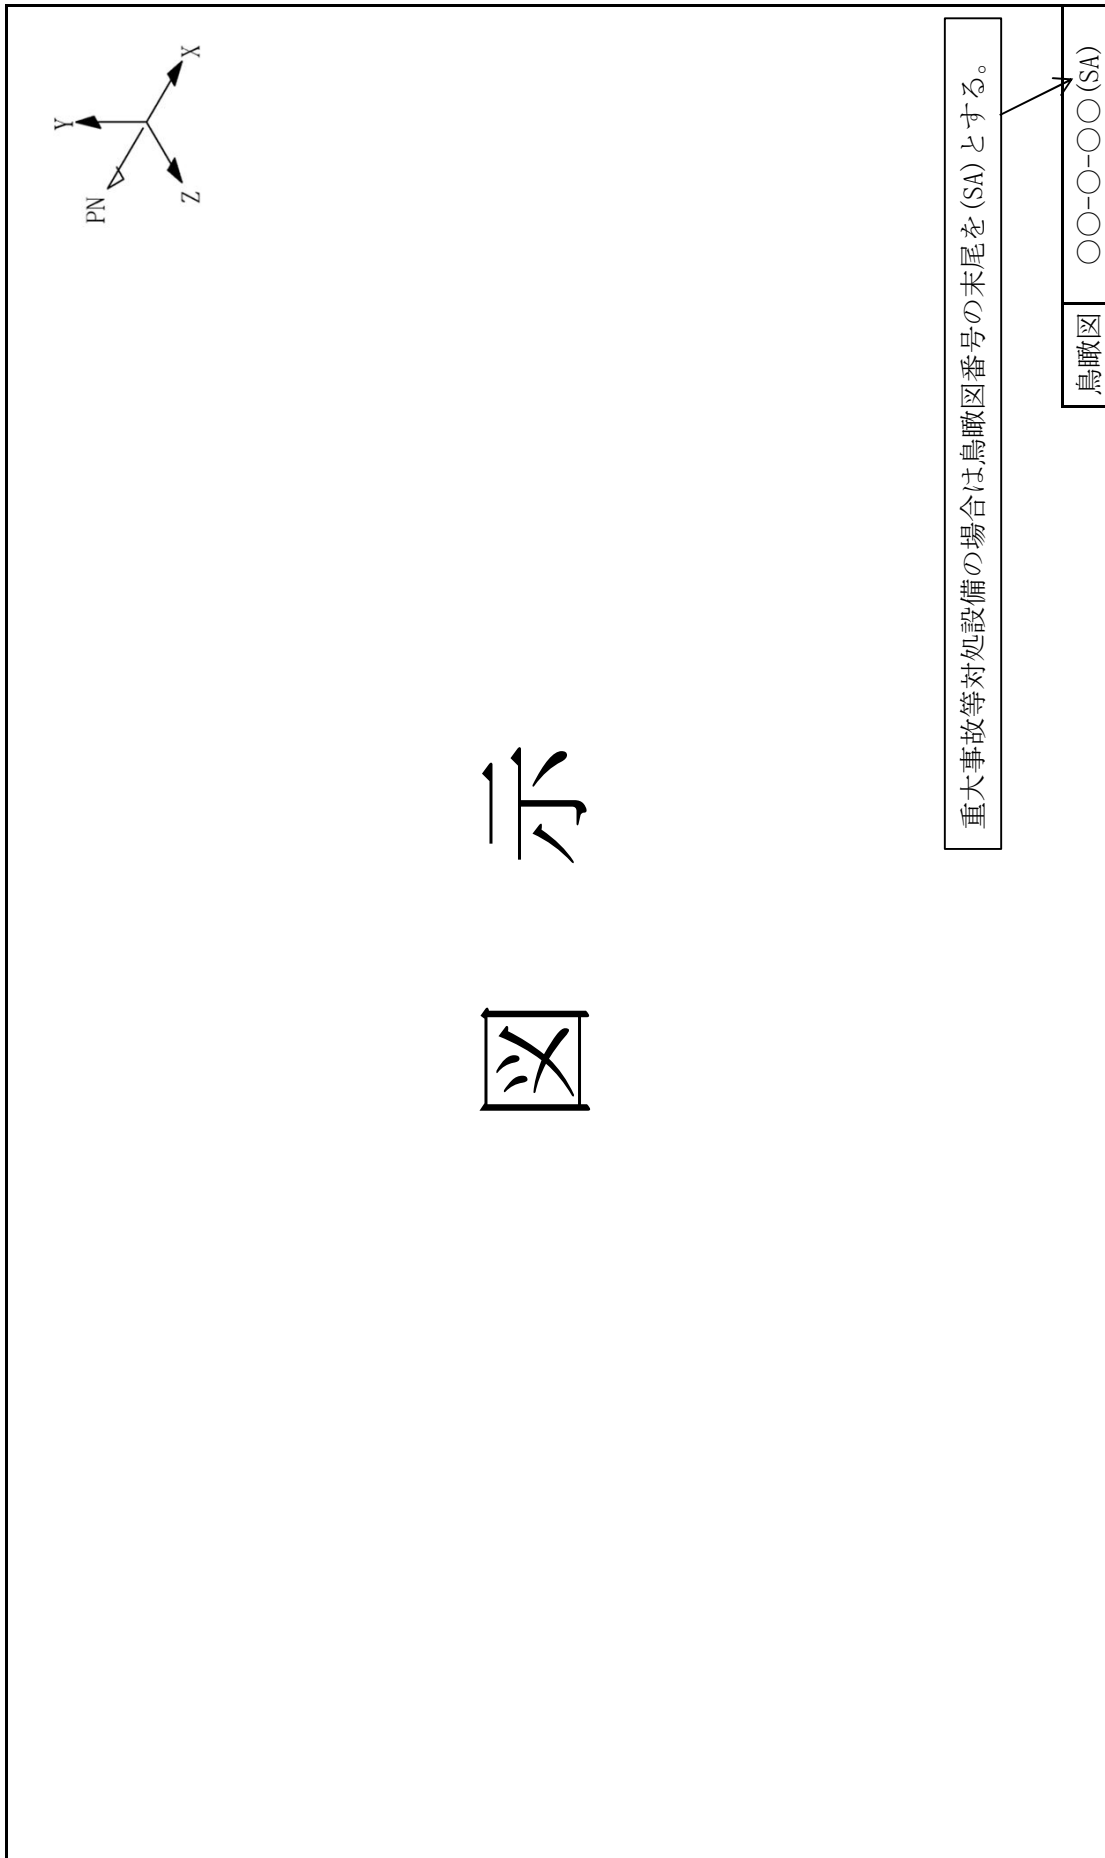 PN
Y
X
Z
図 示
重大事故等対処設備の場合は鳥瞰図番号の末尾を(SA)とする。
鳥瞰図
○○-○-○○(SA)